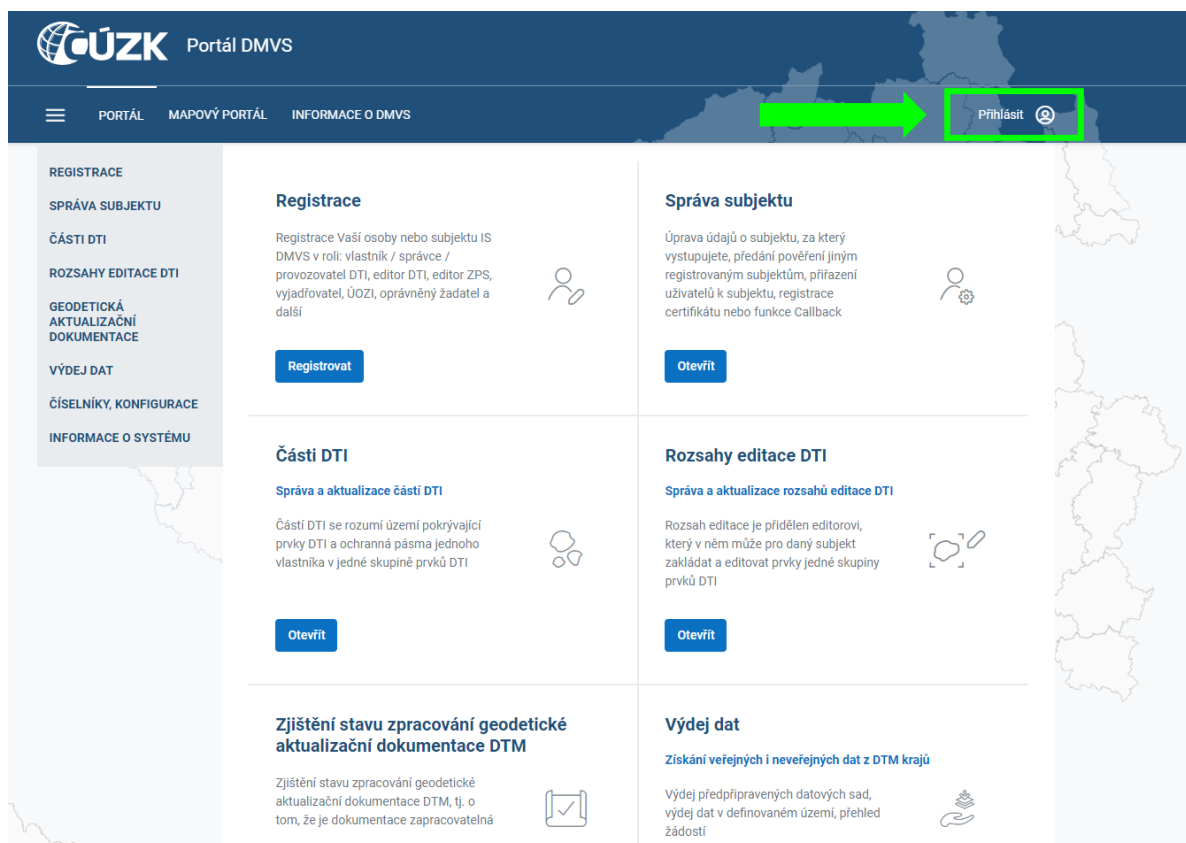 ČÚZK Portál DMVS
PORTÁL MAPOVÝ PORTÁL INFORMACE O DMVS Přihlásit
REGISTRACE
SPRÁVA SUBJEKTU
ČÁSTI DTI
ROZSAHY EDITACE DTI
GEODETICKÁ
AKTUALIZAČNÍ
DOKUMENTACE
VÝDEJ DAT
ČÍSELNÍKY, KONFIGURACE
INFORMACE O SYSTÉMU
Registrace
Registrace Vaší osoby nebo subjektu IS
DMVS v roli: vlastník / správce /
provozovatel DTI, editor DTI, editor ZPS,
vyjadřovatel, ÚOZI, oprávněný žadatel a
další
Registrovat
Správa subjektu
Úprava údajů o subjektu, za který
vystupujete, předání pověření jiným
registrovaným subjektům, přiřazení
uživatelů k subjektu, registrace
certifikátu nebo funkce Callback
Otevřít
Části DTI
Správa a aktualizace částí DTI
Částí DTI se rozumí území pokrývající
prvky DTI a ochranná pásma jednoho
vlastníka v jedné skupině prvků DTI
Otevřít
Rozsahy editace DTI
Správa a aktualizace rozsahů editace DTI
Rozsah editace je přidělen editorovi,
který v něm může pro daný subjekt
zakládat a editovat prvky jedné skupiny
prvků DTI
Otevřít
Zjištění stavu zpracování geodetické
aktualizační dokumentace DTM
Zjištění stavu zpracování geodetické
aktualizační dokumentace DTM, tj. o
tom, že je dokumentace zapracovatelná
Výdej dat
Získání veřejných i neveřejných dat z DTM krajů
Výdej předpřipravených datových sad,
výdej dat v definovaném území, přehled
žádostí